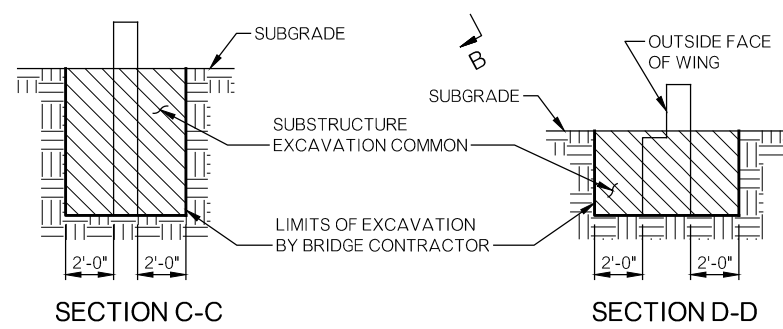 SUBGRADE
B
OUTSIDE FACE
OF WING
SUBGRADE
SUBSTRUCTURE
EXCAVATION COMMON
LIMITS OF EXCAVATION
BY BRIDGE CONTRACTOR
2'-0" 2'-0"
2'-0" 2'-0"
SECTION C-C
SECTION D-D